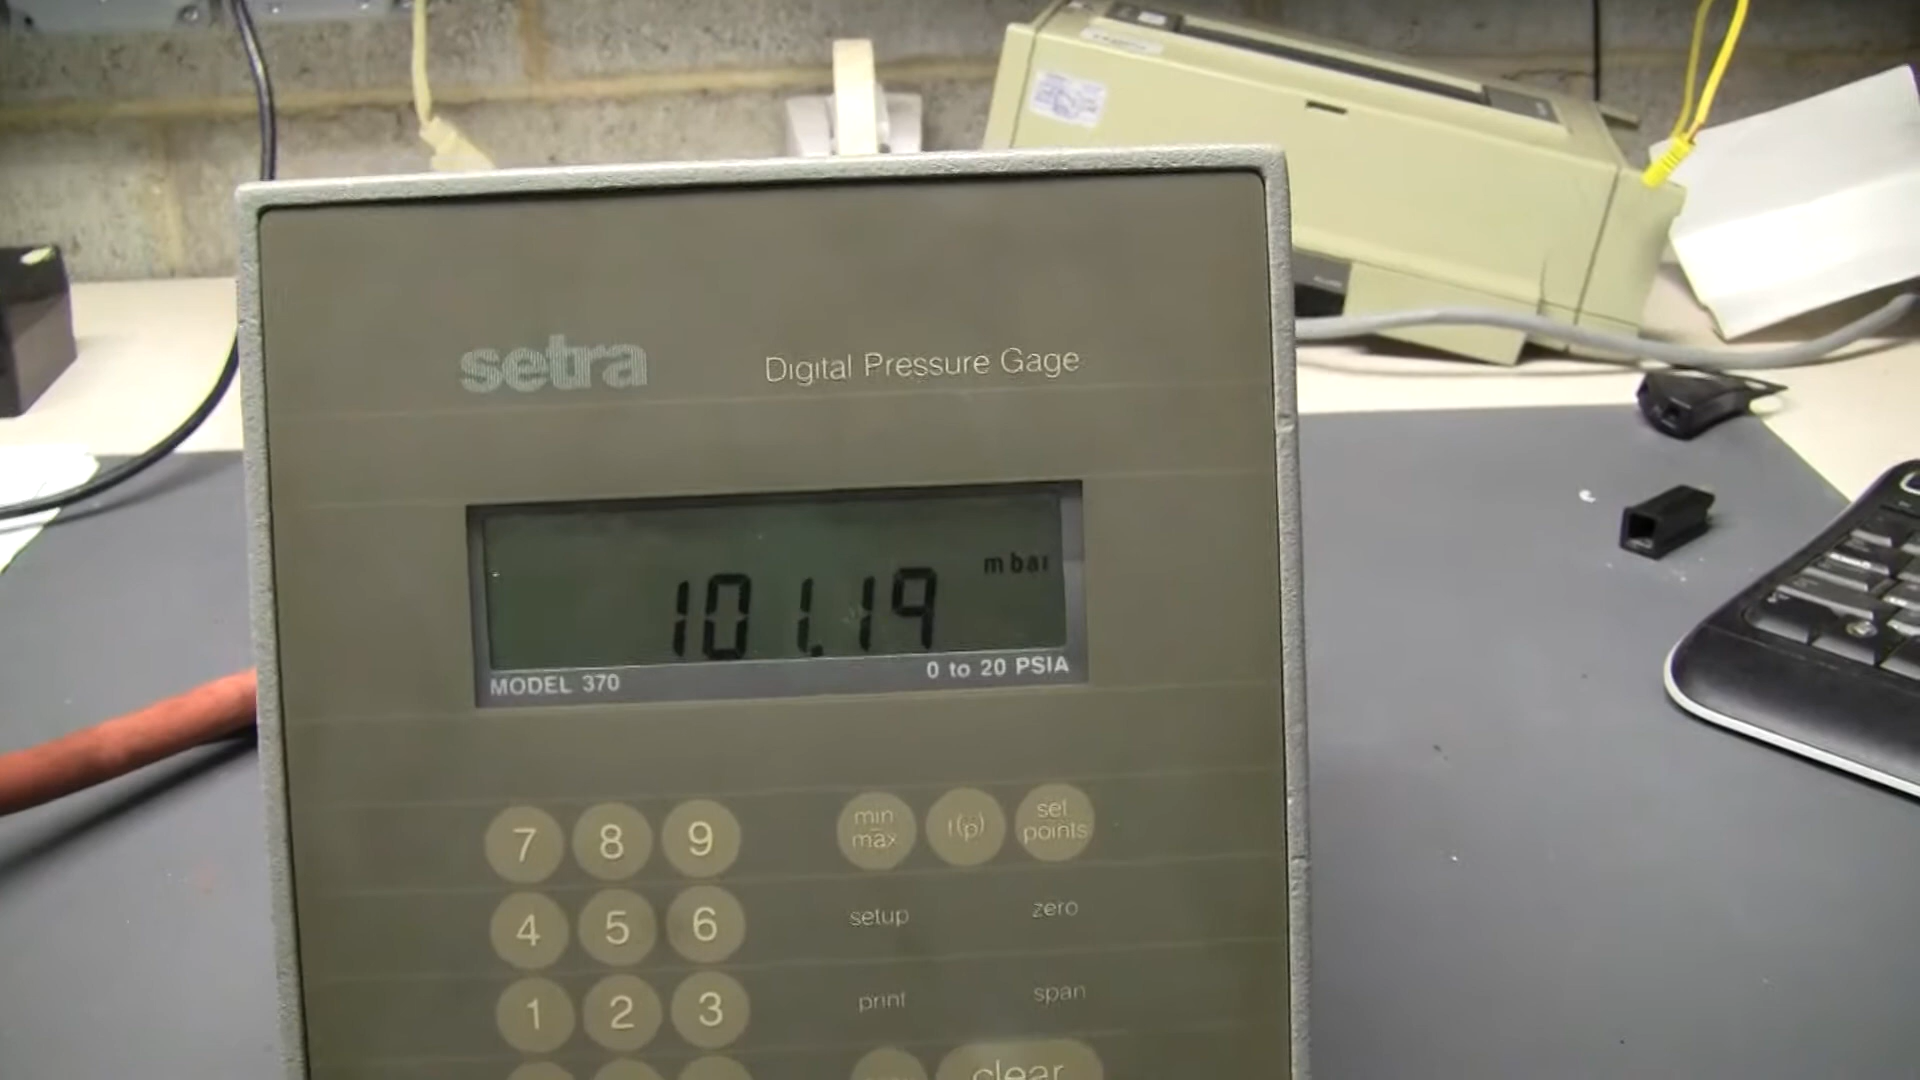 setra
Digital Pressure Gage
mbar
101.19
MODEL 370
0 to 20 PSIA
7 8 9
min max
f(p)
set points
4 5 6
setup
zero
1 2 3
print
span
clear